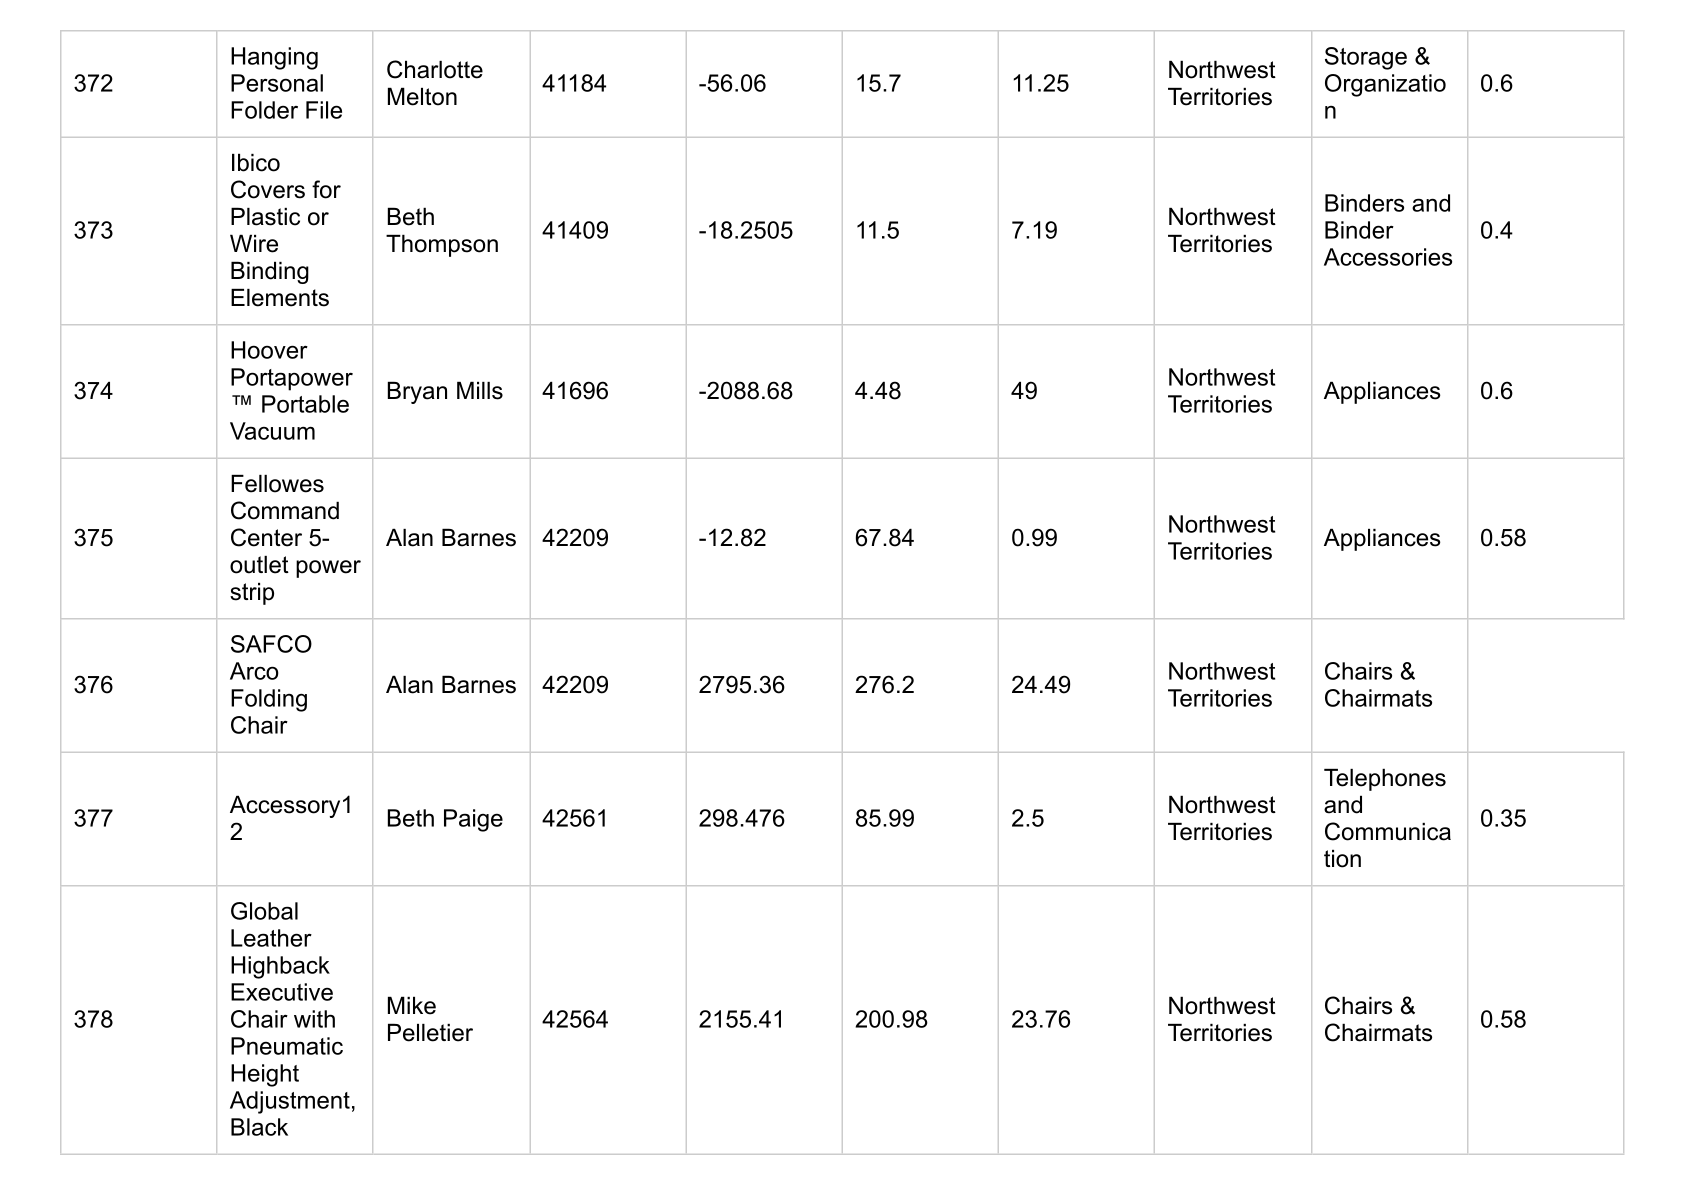 372 Hanging Personal Folder File Charlotte Melton 41184 -56.06 15.7 11.25 Northwest Territories Storage & Organization 0.6
373 Ibico Covers for Plastic or Wire Binding Elements Beth Thompson 41409 -18.2505 11.5 7.19 Northwest Territories Binders and Binder Accessories 0.4
374 Hoover Portapower™ Portable Vacuum Bryan Mills 41696 -2088.68 4.48 49 Northwest Territories Appliances 0.6
375 Fellowes Command Center 5-outlet power strip Alan Barnes 42209 -12.82 67.84 0.99 Northwest Territories Appliances 0.58
376 SAFCO Arco Folding Chair Alan Barnes 42209 2795.36 276.2 24.49 Northwest Territories Chairs & Chairmats
377 Accessory12 Beth Paige 42561 298.476 85.99 2.5 Northwest Territories Telephones and Communication 0.35
378 Global Leather Highback Executive Chair with Pneumatic Height Adjustment, Black Mike Pelletier 42564 2155.41 200.98 23.76 Northwest Territories Chairs & Chairmats 0.58